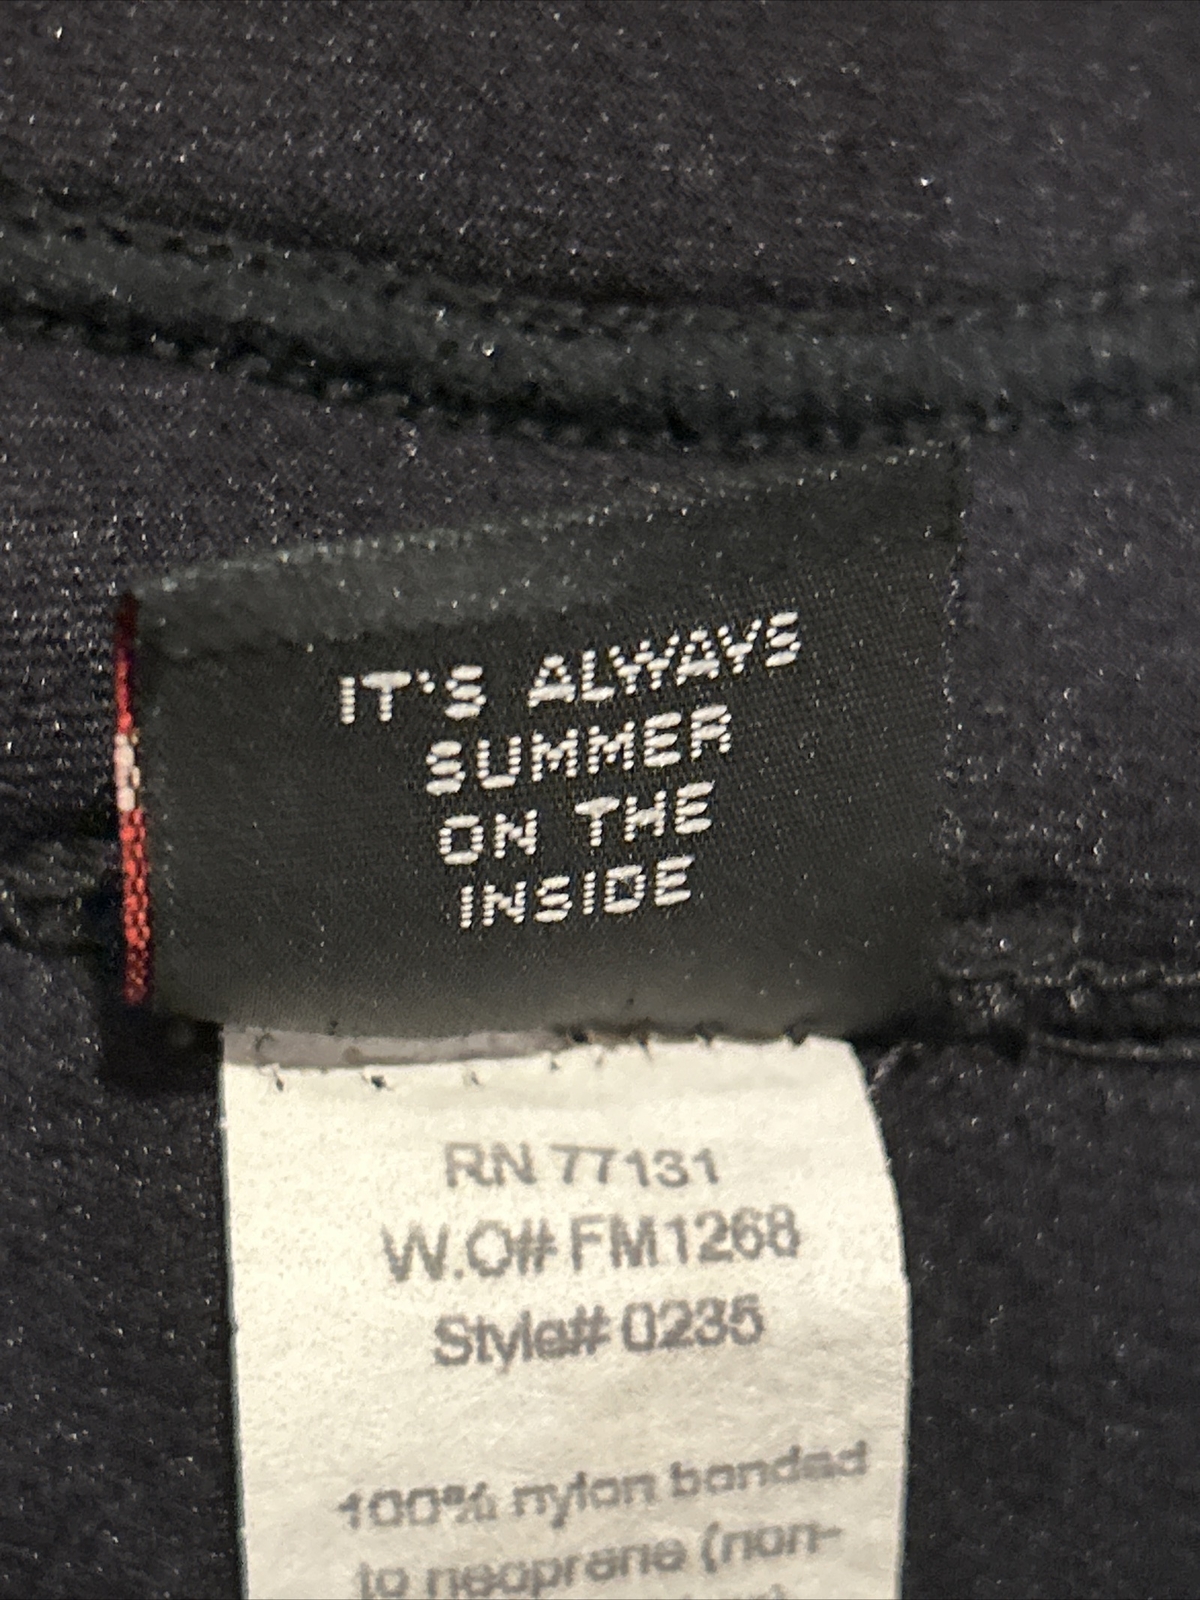 IT'S ALWAYS
SUMMER
ON THE
INSIDE
RN 77131
W.O# FM1268
Style# 0235
100% nylon bonded
to neoprene (non-